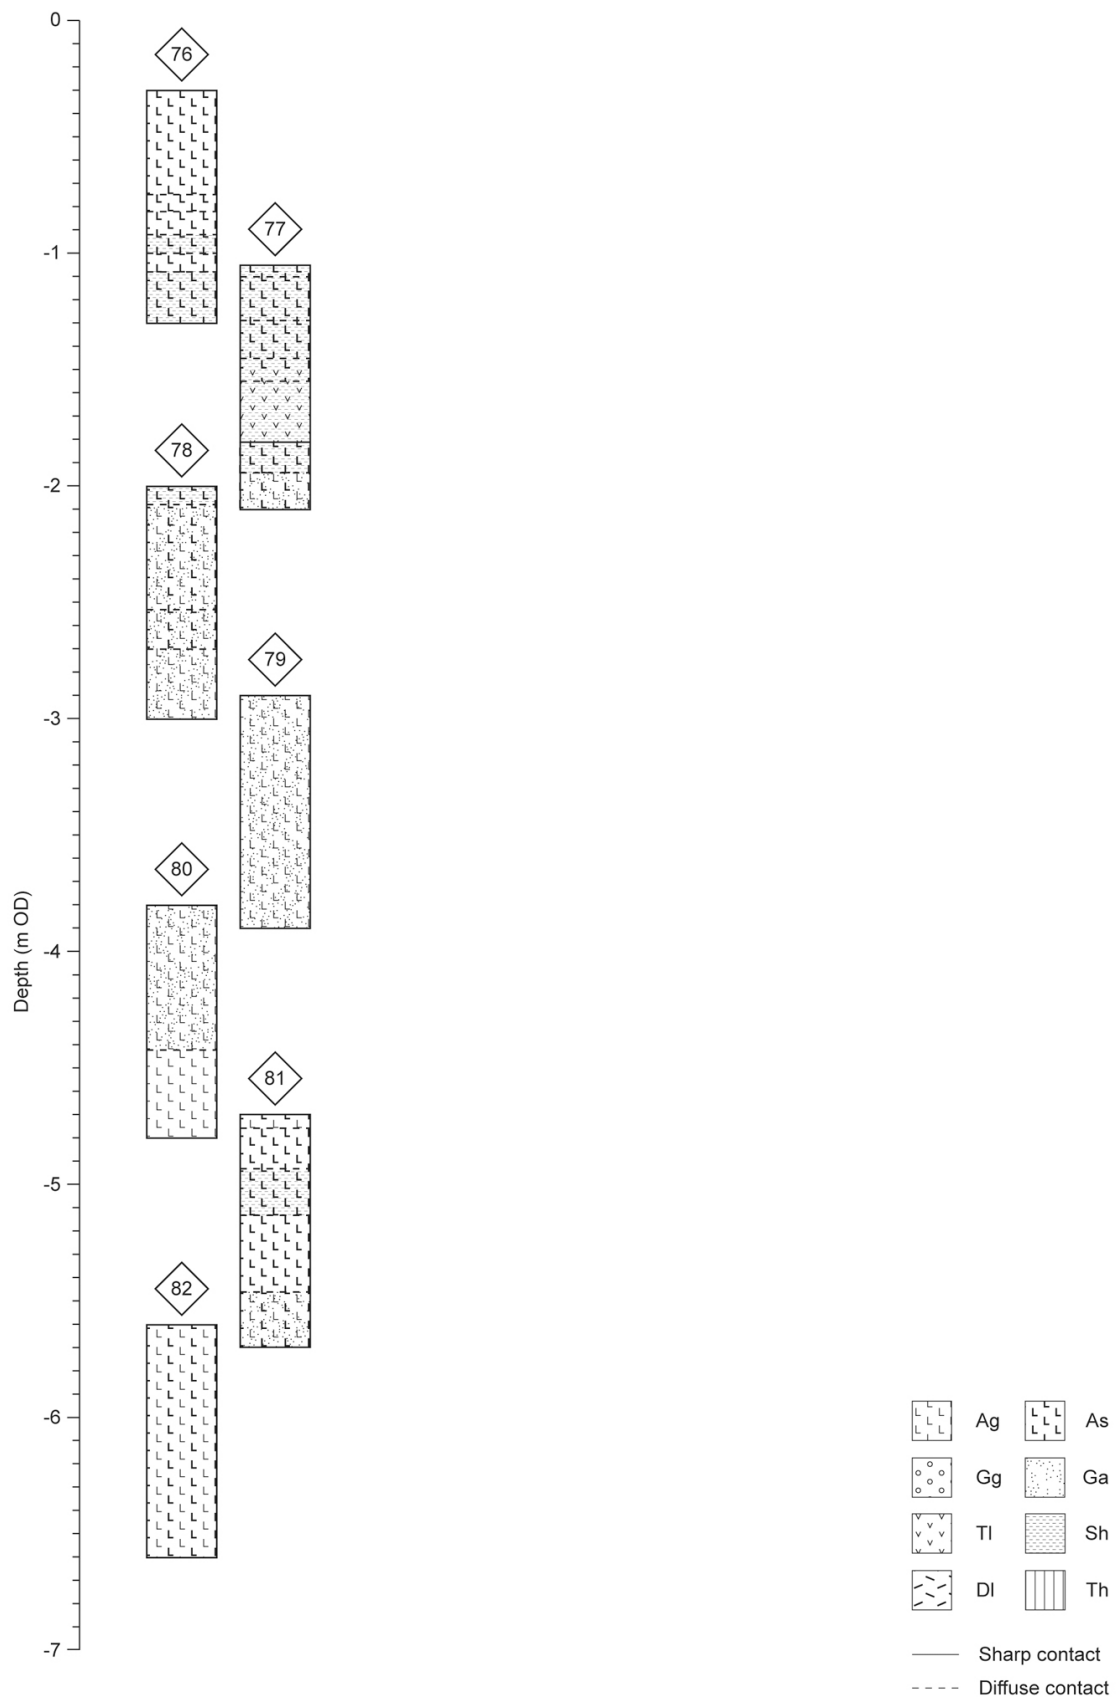 0
76
77
-1
78
-2
79
-3
80
Depth (m OD)
-4
81
-5
82
-6
Ag
As
Gg
Ga
Tl
Sh
Dl
Th
Sharp contact
-7
Diffuse contact